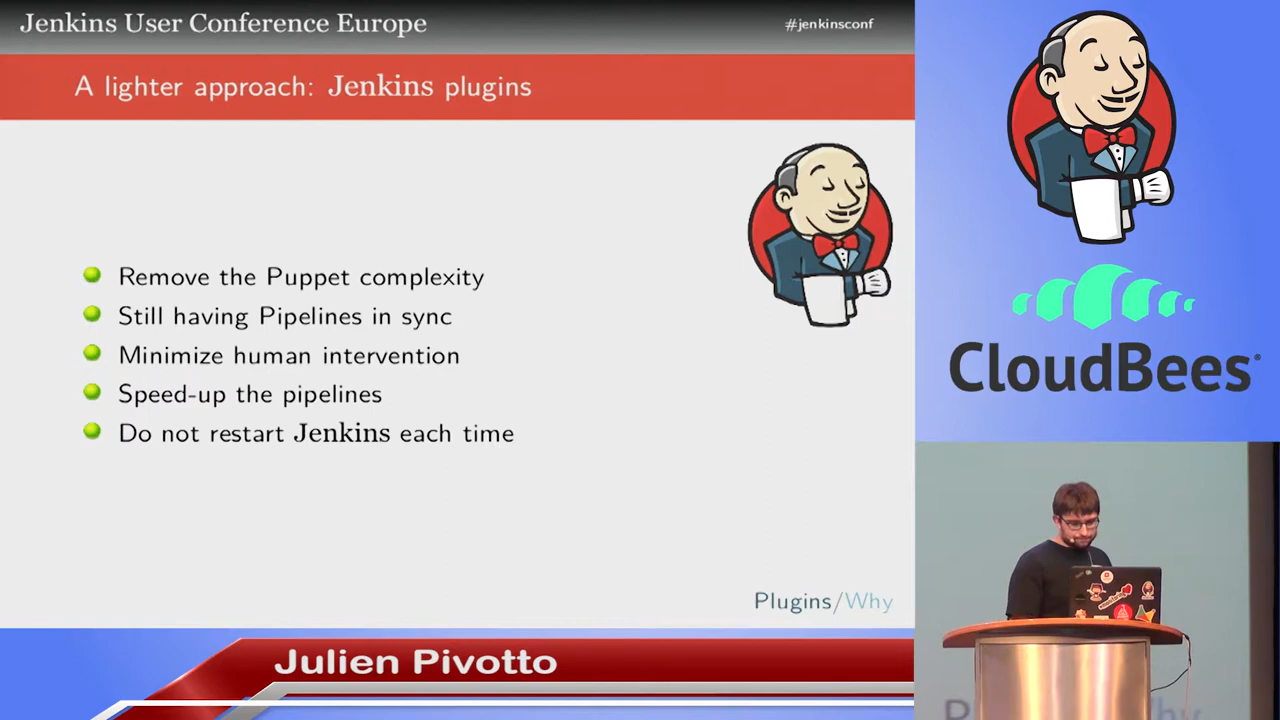 Jenkins User Conference Europe
#jenkinsconf
A lighter approach: Jenkins plugins
Remove the Puppet complexity
Still having Pipelines in sync
Minimize human intervention
Speed-up the pipelines
Do not restart Jenkins each time
Plugins/Why
CloudBees
Julien Pivotto